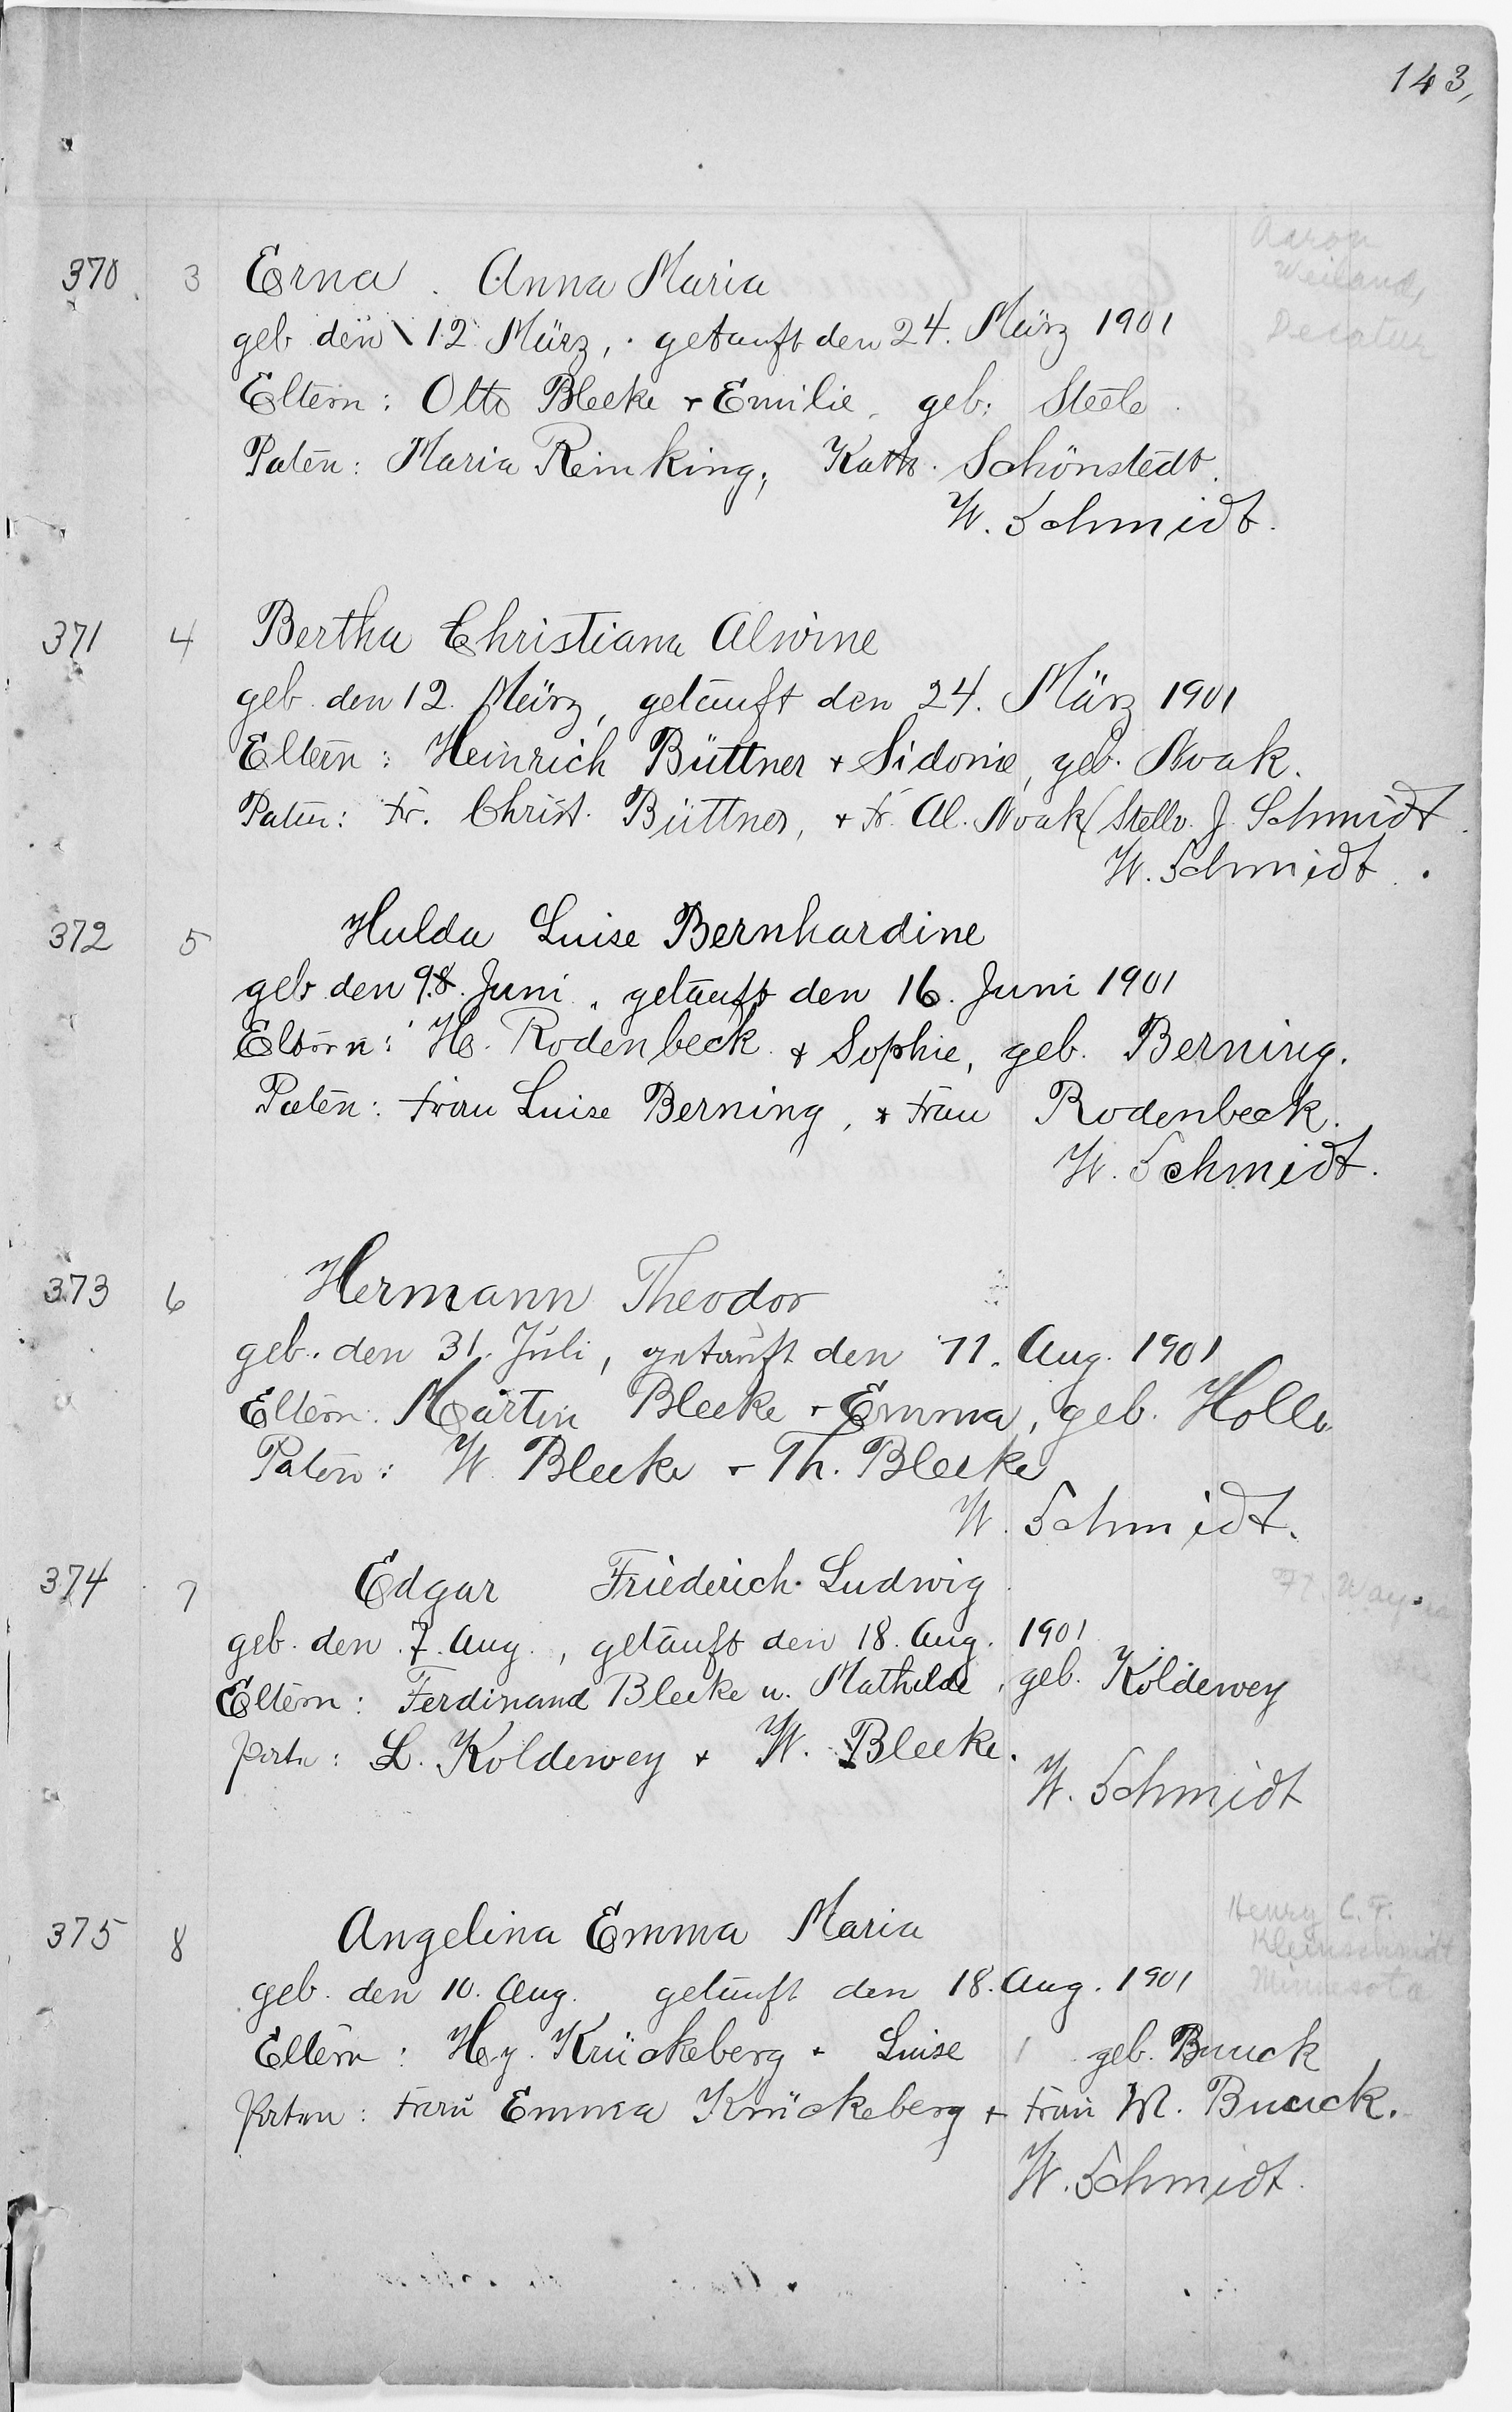 143,
Aaron
Weiland,
Decatur
370 3 Erna Anna Maria
geb den 12 März, getauft den 24. März 1901
Eltern: Otto Bleeke + Emilie, geb: Steele.
Paten: Maria Reinking, Kath. Schönstedt.
W. Schmidt.
371 4 Bertha Christiana Alwine
geb. den 12. März, getauft den 24. März 1901
Eltern: Heinrich Büttner + Sidonie, geb. Noak.
Paten: Fr. Christ. Büttner, + Fr. Al. Noak (Stellv. J. Schmidt.
W. Schmidt.
372 5 Hulda Luise Bernhardine
geb den 9. Juni, getauft den 16. Juni 1901
Eltern: He. Rodenbeck + Sophie, geb. Berning.
Paten: Frau Luise Berning, + Frau Rodenbeck.
W. Schmidt.
373 6 Hermann Theodor
geb. den 31. Juli, getauft den 11. Aug. 1901
Eltern: Martin Bleeke + Emma, geb. Holle
Paten: W. Bleeke + Th. Bleeke
W. Schmidt.
374 7 Edgar Friederich Ludwig
Ft. Wayne
geb. den 7. Aug., getauft den 18. Aug. 1901
Eltern: Ferdinand Bleeke u. Mathilde, geb. Koldewey
Patn: L. Koldewey + W. Bleeke.
W. Schmidt
Henry C. F.
Kleinschmidt
Minnesota
375 8 Angelina Emma Maria
geb. den 10. Aug. getauft den 18. Aug. 1901
Eltern: Hy. Krückeberg + Luise, geb. Buuck
Paten: Frau Emma Krückeberg + Frau M. Buuck.
W. Schmidt.